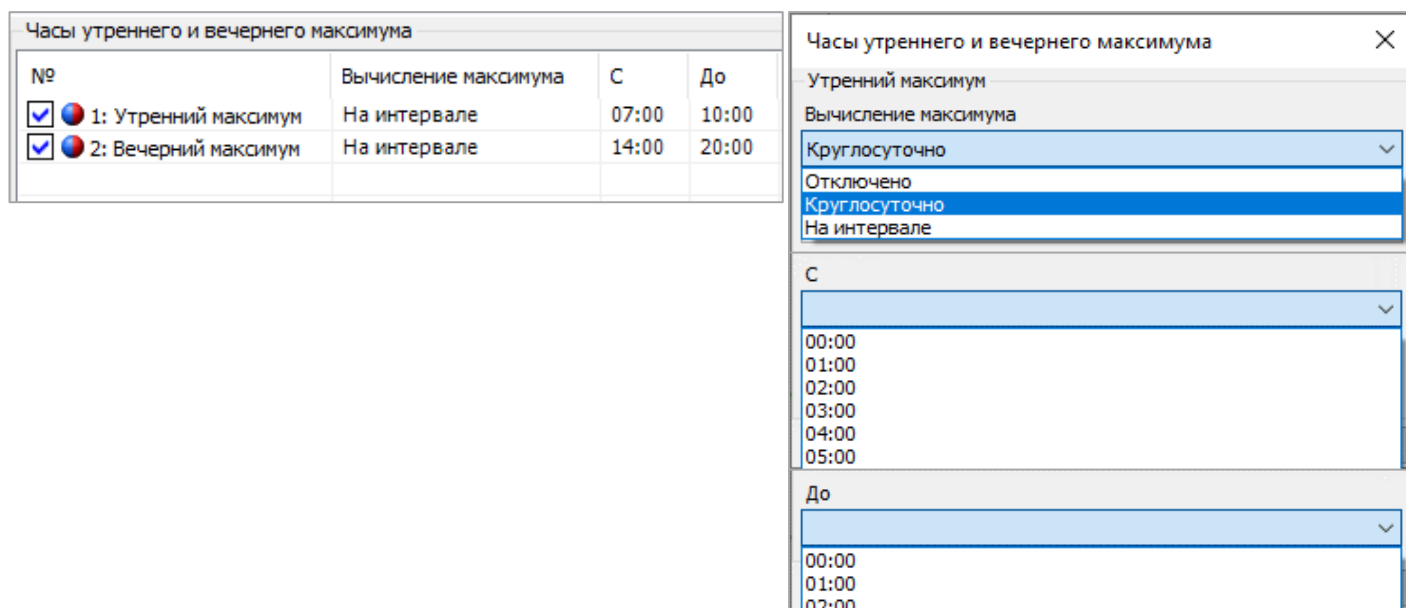 Часы утреннего и вечернего максимума
№ Вычисление максимума С До
1: Утренний максимум На интервале 07:00 10:00
2: Вечерний максимум На интервале 14:00 20:00
Часы утреннего и вечернего максимума
Утренний максимум
Вычисление максимума
Круглосуточно
Отключено
Круглосуточно
На интервале
С
00:00
01:00
02:00
03:00
04:00
05:00
До
00:00
01:00
02:00